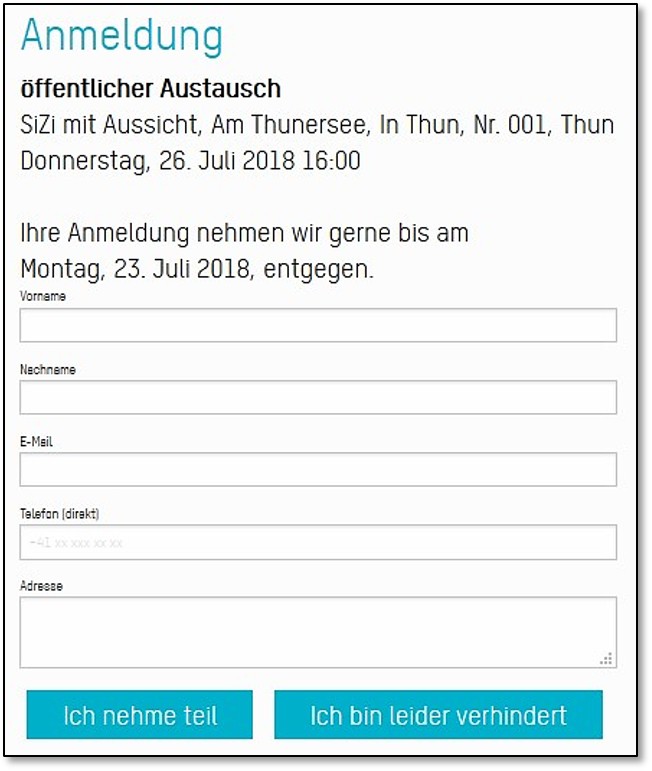 Anmeldung
öffentlicher Austausch
SiZi mit Aussicht, Am Thunersee, In Thun, Nr. 001, Thun
Donnerstag, 26. Juli 2018 16:00
Ihre Anmeldung nehmen wir gerne bis am
Montag, 23. Juli 2018, entgegen.
Vorname
Nachname
E-Mail
Telefon (direkt)
+41 xx xxx xx xx
Adresse
Ich nehme teil
Ich bin leider verhindert